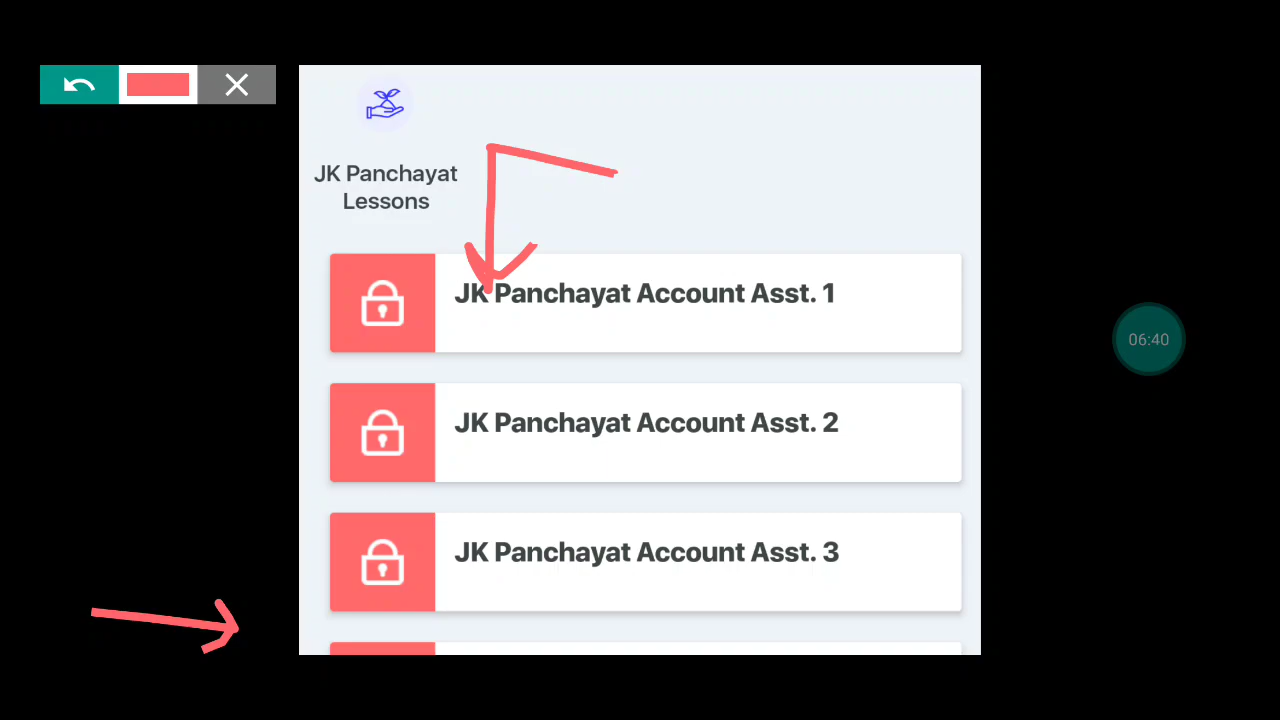 JK Panchayat
Lessons
JK Panchayat Account Asst. 1
06:40
JK Panchayat Account Asst. 2
JK Panchayat Account Asst. 3